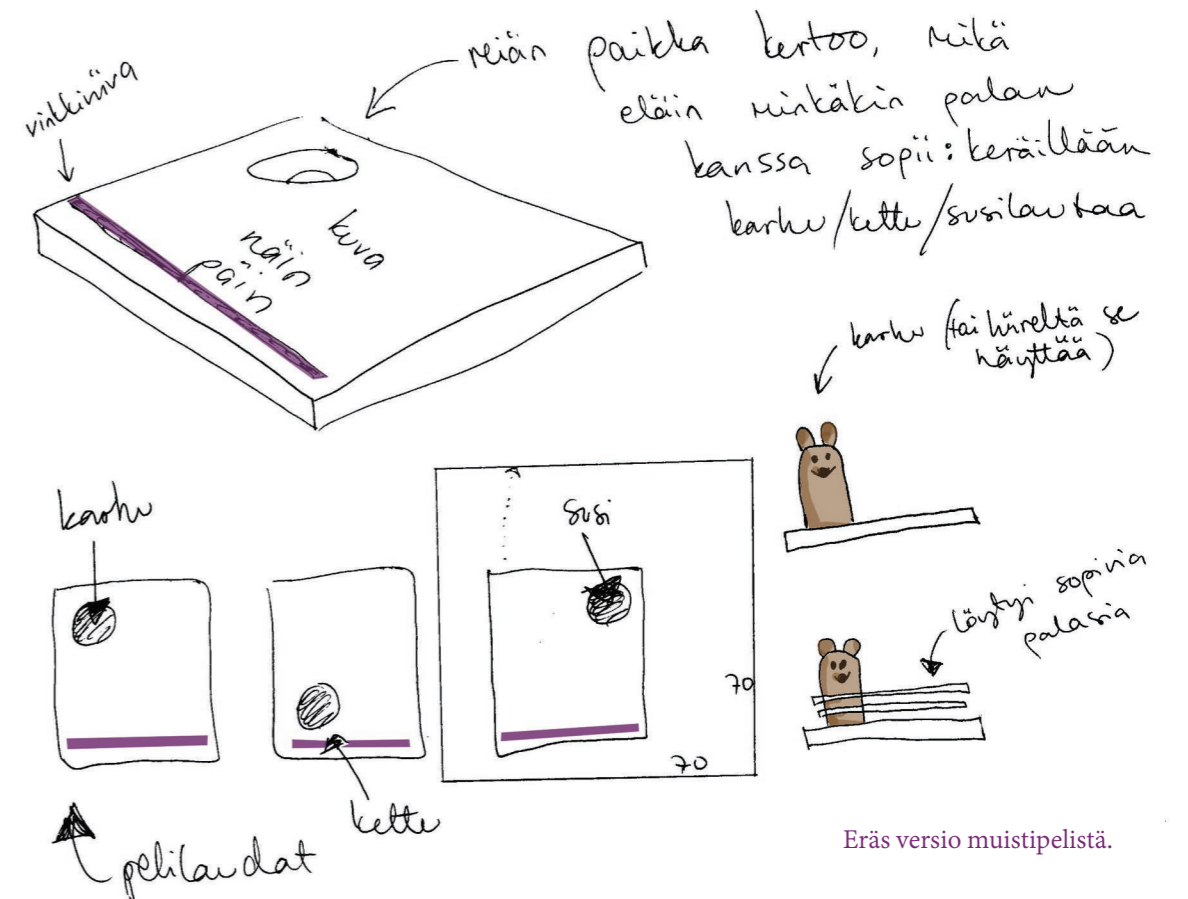 vinkkiviiva
reiän paikka kertoo, mikä
eläin minkäkin palan
kanssa sopii: keräillään
karhu/kettu/susilautaa
kuva
näin
päin
karhu (tai hiireltä se
näyttää)
karhu
susi
löytyi sopivia
palasia
70
70
kettu
pelilaudat
Eräs versio muistipelistä.